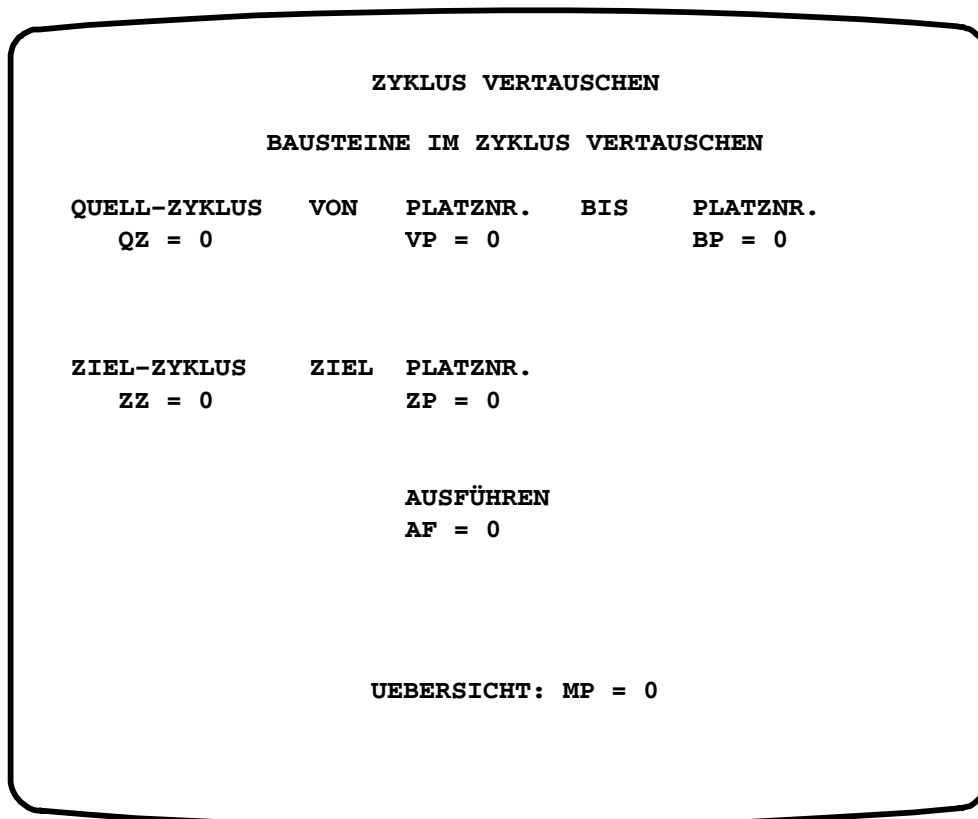 ZYKLUS VERTAUSCHEN
BAUSTEINE IM ZYKLUS VERTAUSCHEN
QUELL-ZYKLUS VON PLATZNR. BIS PLATZNR.
QZ = 0 VP = 0 BP = 0
ZIEL-ZYKLUS ZIEL PLATZNR.
ZZ = 0 ZP = 0
AUSFÜHREN
AF = 0
UEBERSICHT: MP = 0